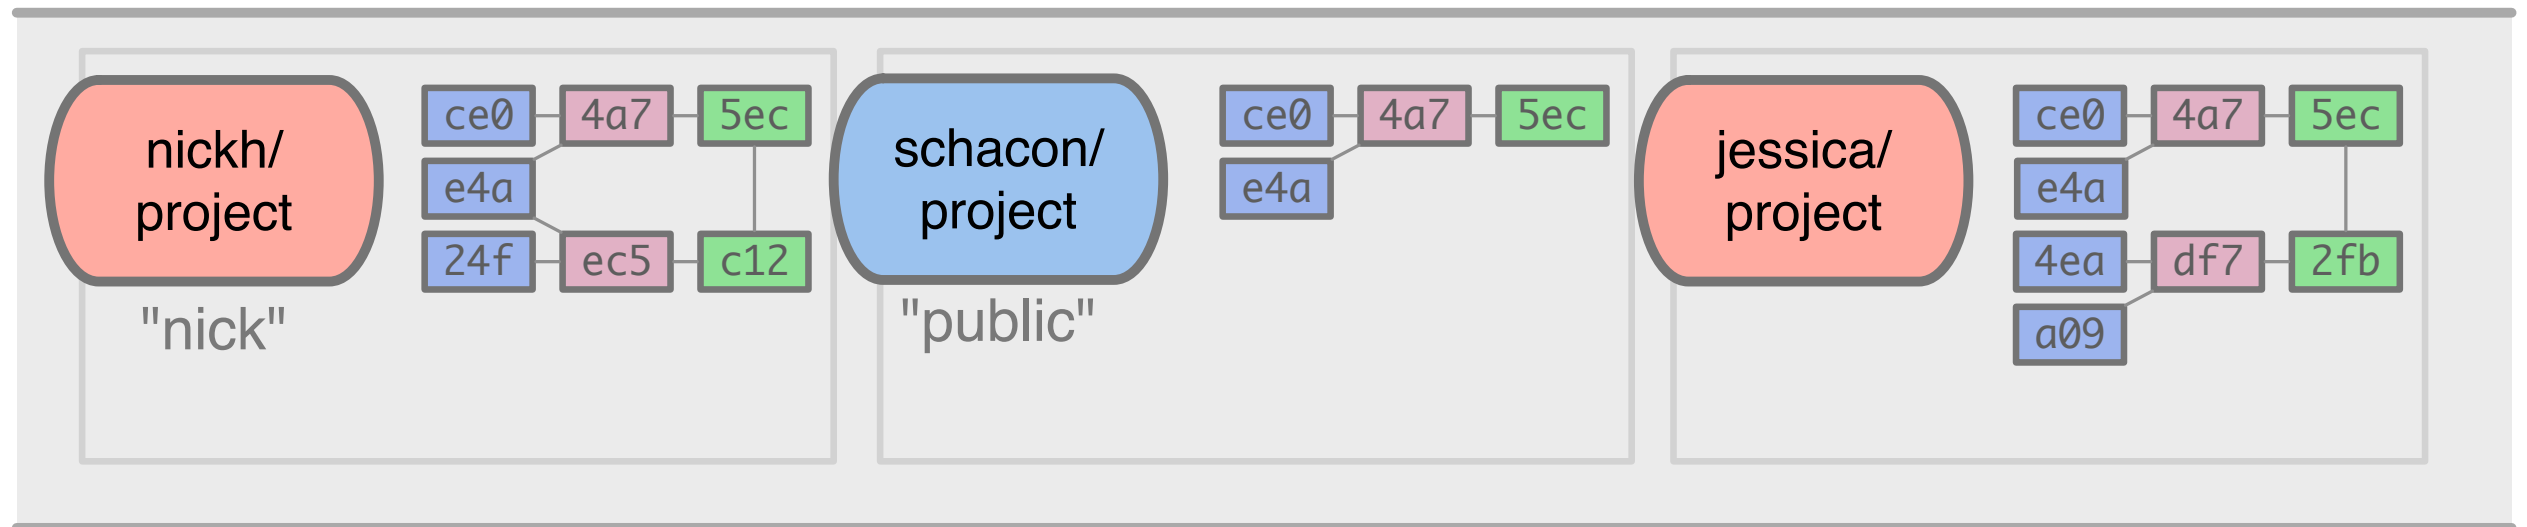 nickh/
project
"nick"
ce0 4a7 5ec
e4a
24f ec5 c12
schacon/
project
"public"
ce0 4a7 5ec
e4a
jessica/
project
ce0 4a7 5ec
e4a
4ea df7 2fb
a09